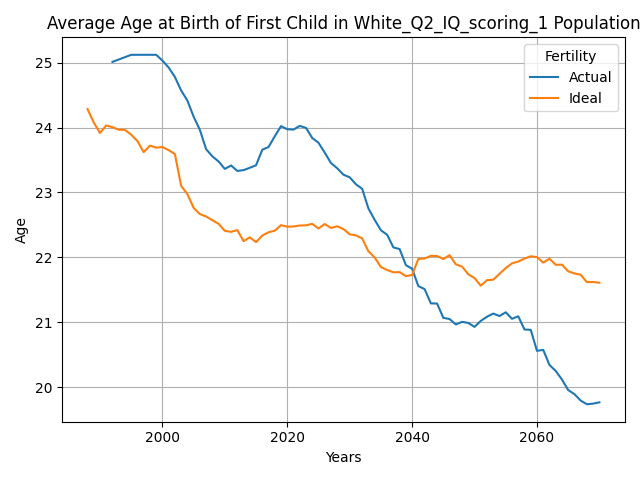 Average Age at Birth of First Child in White_Q2_IQ_scoring_1 Population
Fertility
Actual
Ideal
Age
25
24
23
22
21
20
2000
2020
2040
2060
Years